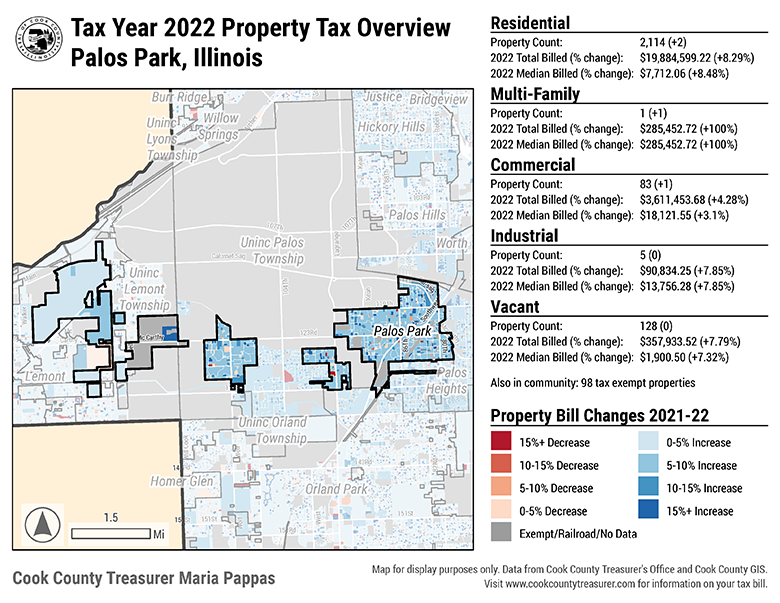 Tax Year 2022 Property Tax Overview
Palos Park, Illinois
Residential
Property Count: 2,114 (+2)
2022 Total Billed (% change): $19,884,599.22 (+8.29%)
2022 Median Billed (% change): $7,712.06 (+8.48%)
Multi-Family
Property Count: 1 (+1)
2022 Total Billed (% change): $285,452.72 (+100%)
2022 Median Billed (% change): $285,452.72 (+100%)
Commercial
Property Count: 83 (+1)
2022 Total Billed (% change): $3,611,453.68 (+4.28%)
2022 Median Billed (% change): $18,121.55 (+3.1%)
Industrial
Property Count: 5 (0)
2022 Total Billed (% change): $90,834.25 (+7.85%)
2022 Median Billed (% change): $13,756.28 (+7.85%)
Vacant
Property Count: 128 (0)
2022 Total Billed (% change): $357,933.52 (+7.79%)
2022 Median Billed (% change): $1,900.50 (+7.32%)
Also in community: 98 tax exempt properties
Property Bill Changes 2021-22
15%+ Decrease
10-15% Decrease
5-10% Decrease
0-5% Decrease
Exempt/Railroad/No Data
0-5% Increase
5-10% Increase
10-15% Increase
15%+ Increase
Burr Ridge
Justice
Bridgeview
Uninc
Lyons
Township
Willow
Springs
Hickory Hills
Palos Hills
Uninc Palos
Township
Worth
Uninc
Lemont
Township
Palos Park
Lemont
Palos
Heights
Uninc Orland
Township
Homer Glen
Orland Park
1.5
Mi
Cook County Treasurer Maria Pappas
Map for display purposes only. Data from Cook County Treasurer's Office and Cook County GIS.
Visit www.cookcountytreasurer.com for information on your tax bill.